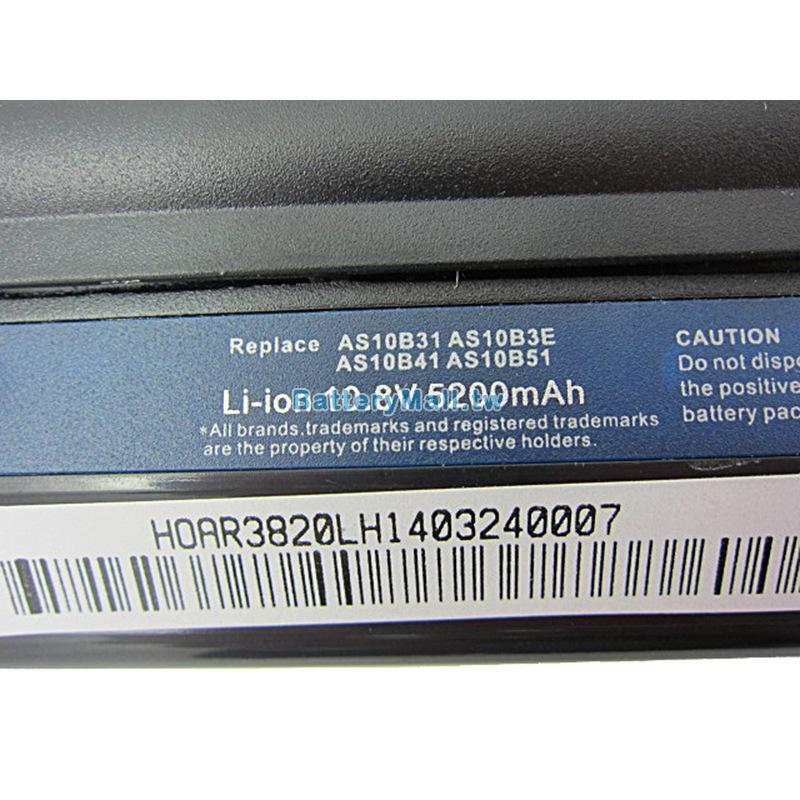 Replace AS10B31 AS10B3E
AS10B41 AS10B51
Li-ion 10.8V 5200mAh
BatteryMall.tw
*All brands,trademarks and registered trademarks
are the property of their respective holders.
CAUTION
Do not dispo
the positive
battery pac
HOAR3820LH1403240007